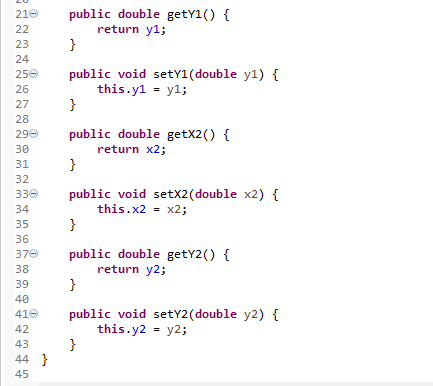 21 public double getY1() {
22 return y1;
23 }
24
25 public void setY1(double y1) {
26 this.y1 = y1;
27 }
28
29 public double getX2() {
30 return x2;
31 }
32
33 public void setX2(double x2) {
34 this.x2 = x2;
35 }
36
37 public double getY2() {
38 return y2;
39 }
40
41 public void setY2(double y2) {
42 this.y2 = y2;
43 }
44 }
45